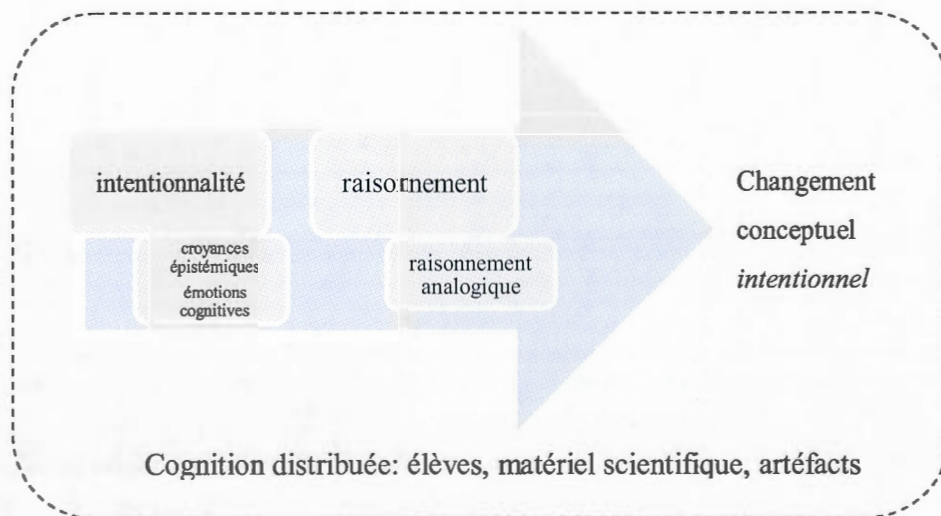 intentionnalité
croyances
épistémiques
émotions
cognitives
raisonnement
raisonnement
analogique
Changement
conceptuel
intentionnel
Cognition distribuée: élèves, matériel scientifique, artéfacts